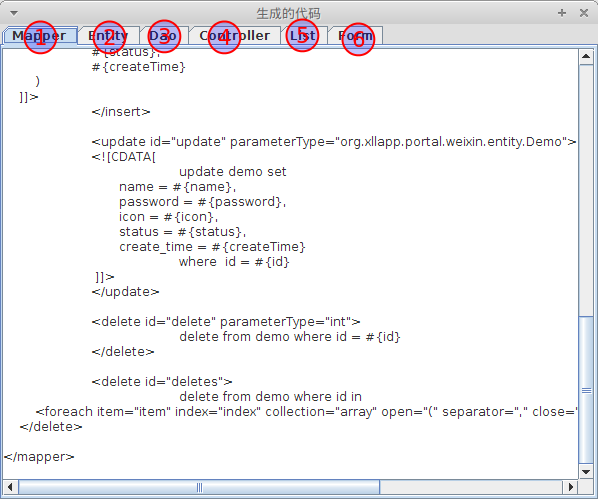 生成的代码
Mapper Entity Dao Controller List Form
1 2 3 4 5 6
#{status},
#{createTime}
)
]]>
</insert>
<update id="update" parameterType="org.xllapp.portal.weixin.entity.Demo">
<![CDATA[
update demo set
name = #{name},
password = #{password},
icon = #{icon},
status = #{status},
create_time = #{createTime}
where id = #{id}
]]>
</update>
<delete id="delete" parameterType="int">
delete from demo where id = #{id}
</delete>
<delete id="deletes">
delete from demo where id in
<foreach item="item" index="index" collection="array" open="(" separator="," close="
</delete>
</mapper>